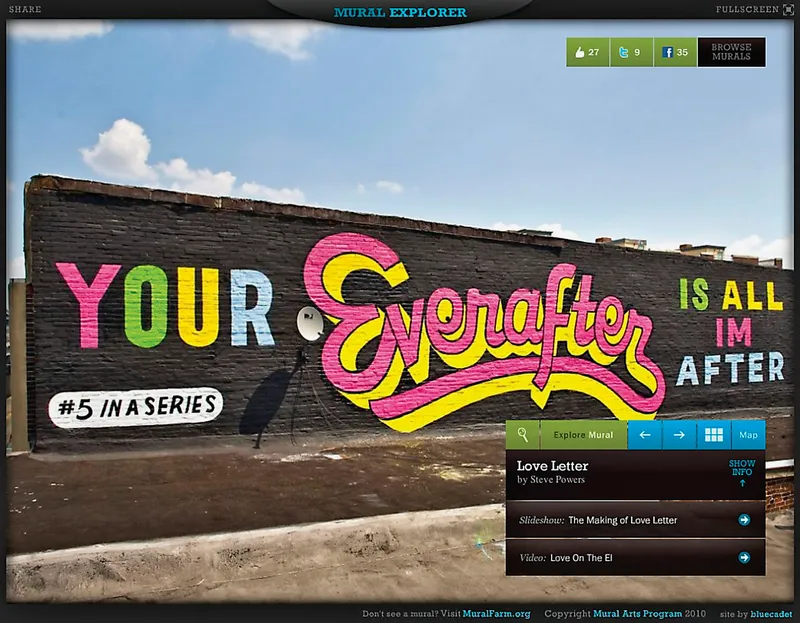 SHARE
MURAL EXPLORER
FULLSCREEN
27
9
35
BROWSE
MURALS
YOUR Everafter
IS ALL
IM
AFTER
#5 IN A SERIES
Explore Mural
Map
Love Letter
by Steve Powers
SHOW
INFO
Slideshow: The Making of Love Letter
Video: Love On The El
Don't see a mural? Visit MuralFarm.org
Copyright Mural Arts Program 2010
site by bluecadet